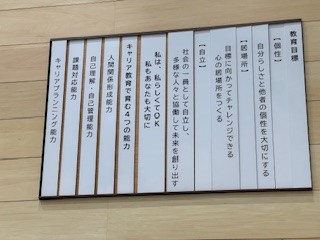 教育目標
【個性】
自分らしさと他者の個性を大切にする
【居場所】
目標に向かってチャレンジできる
心の居場所をつくる
【自立】
社会の一員として自立し、
多様な人々と協働して未来を創り出す
私は、私らしくてOK
私もあなたも大切に
キャリア教育で育む4つの能力
人間関係形成能力
自己理解・自己管理能力
課題対応能力
キャリアプランニング能力